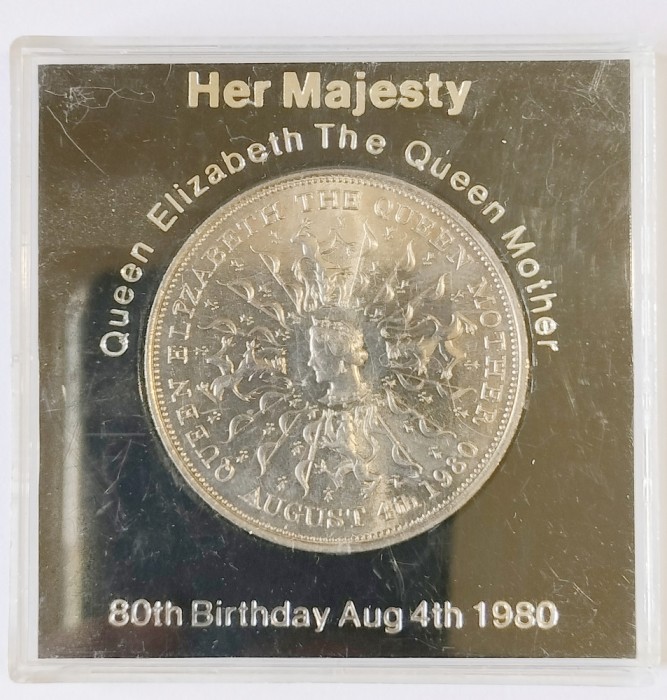 Her Majesty
Queen Elizabeth The Queen Mother
QUEEN ELIZABETH THE QUEEN MOTHER
AUGUST 4th 1980
80th Birthday Aug 4th 1980